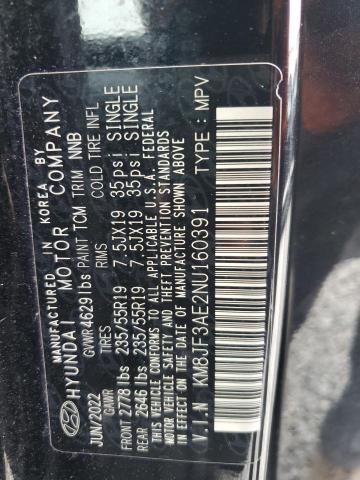 MFD. IN KOREA BY
HYUNDAI MOTOR COMPANY
JUN/2022 GVWR 4629 lbs PAINT TCM TRIM NNB
GAWR TIRES RIMS COLD TIRE INFL
FRONT 2778 lbs 235/55R19 7.5JX19 35psi SINGLE
REAR 2646 lbs 235/55R19 7.5JX19 35psi SINGLE
THIS VEHICLE CONFORMS TO ALL APPLICABLE U.S.A. FEDERAL
MOTOR VEHICLE SAFETY
THEFT PREVENTION STANDARDS IN EFFECT ON THE DATE OF MANUFACTURE SHOWN ABOVE
V.I.N: KM8JF3AE2NU160391 TYPE : MPV